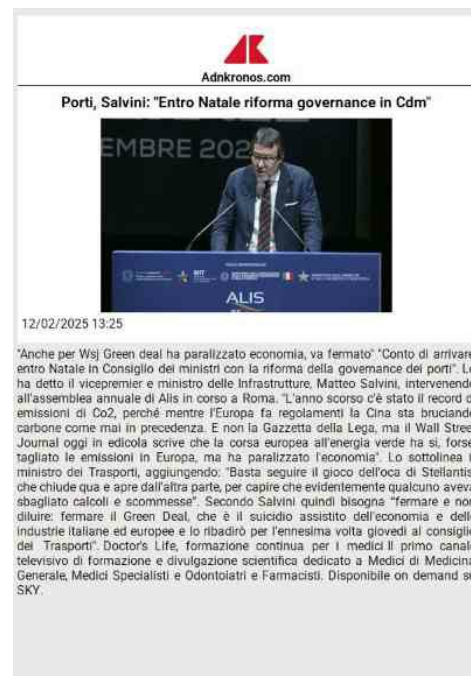 Adnkronos.com
Porti, Salvini: "Entro Natale riforma governance in Cdm"
EMBRE 202
ALIS
12/02/2025 13:25
"Anche per Wsj Green deal ha paralizzato economia, va fermato" "Conto di arrivare
entro Natale in Consiglio dei ministri con la riforma della governance dei porti". Lo
ha detto il vicepremier e ministro delle Infrastrutture, Matteo Salvini, intervenendo
all'assemblea annuale di Alis in corso a Roma. "L'anno scorso c'è stato il record di
emissioni di Co2, perché mentre l'Europa fa regolamenti la Cina sta bruciando
carbone come mai in precedenza. E non la Gazzetta della Lega, ma il Wall Street
Journal oggi in edicola scrive che la corsa europea all'energia verde ha sì, forse,
tagliato le emissioni in Europa, ma ha paralizzato l'economia". Lo sottolinea il
ministro dei Trasporti, aggiungendo: "Basta seguire il gioco dell'oca di Stellantis,
che chiude qua e apre dall'altra parte, per capire che evidentemente qualcuno aveva
sbagliato calcoli e scommesse". Secondo Salvini quindi bisogna "fermare e non
diluire: fermare il Green Deal, che è il suicidio assistito dell'economia e delle
industrie italiane ed europee e lo ribadirò per l'ennesima volta giovedì al consiglio
dei Trasporti". Doctor's Life, formazione continua per i medici Il primo canale
televisivo di formazione e divulgazione scientifica dedicato a Medici di Medicina
Generale, Medici Specialisti e Odontoiatri e Farmacisti. Disponibile on demand su
SKY.